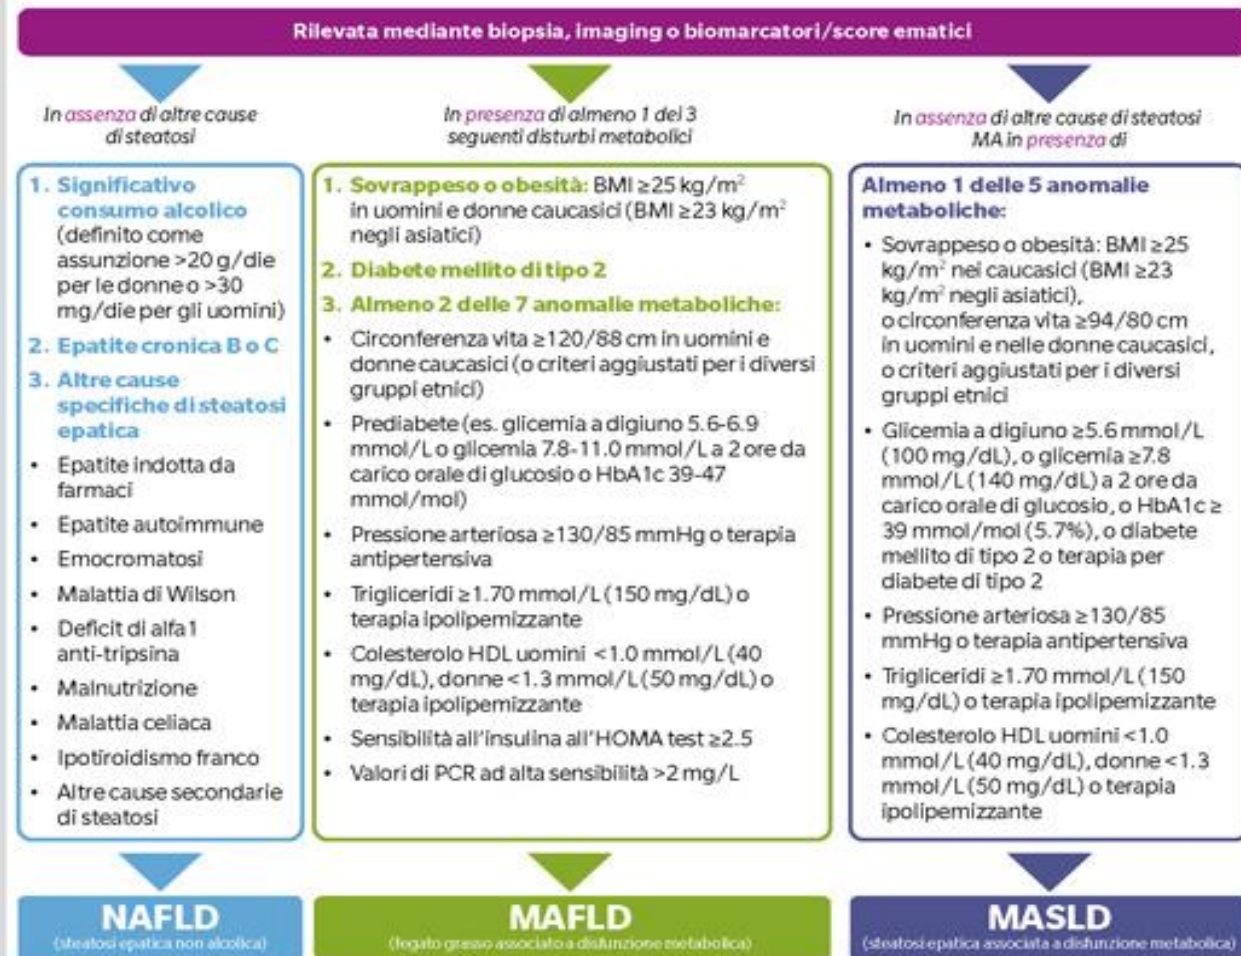 Rilevata mediante biopsia, imaging o biomarcatori/score ematici
In assenza di altre cause
di steatosi
1. Significativo
consumo alcolico
(definito come
assunzione >20 g/die
per le donne o >30
mg/die per gli uomini)
2. Epatite cronica B o C
3. Altre cause
specifiche di steatosi
epatica
• Epatite indotta da
farmaci
• Epatite autoimmune
• Emocromatosi
• Malattia di Wilson
• Deficit di alfa1
anti-tripsina
• Malnutrizione
• Malattia celiaca
• Ipotiroidismo franco
• Altre cause secondarie
di steatosi
NAFLD
(steatosi epatica non alcolica)
In presenza di almeno 1 dei 3
seguenti disturbi metabolici
1. Sovrappeso o obesità: BMI ≥25 kg/m²
in uomini e donne caucasici (BMI ≥23 kg/m²
negli asiatici)
2. Diabete mellito di tipo 2
3. Almeno 2 delle 7 anomalie metaboliche:
• Circonferenza vita ≥120/88 cm in uomini e
donne caucasici (o criteri aggiustati per i diversi
gruppi etnici)
• Prediabete (es. glicemia a digiuno 5.6-6.9
mmol/L o glicemia 7.8-11.0 mmol/L a 2 ore da
carico orale di glucosio o HbA1c 39-47
mmol/mol)
• Pressione arteriosa ≥130/85 mmHg o terapia
antipertensiva
• Trigliceridi ≥1.70 mmol/L (150 mg/dL) o
terapia ipolipemizzante
• Colesterolo HDL uomini <1.0 mmol/L (40
mg/dL), donne <1.3 mmol/L (50 mg/dL) o
terapia ipolipemizzante
• Sensibilità all'insulina all'HOMA test ≥2.5
• Valori di PCR ad alta sensibilità >2 mg/L
MAFLD
(fegato grasso associato a disfunzione metabolica)
In assenza di altre cause di steatosi
MA in presenza di
Almeno 1 delle 5 anomalie
metaboliche:
• Sovrappeso o obesità: BMI ≥25
kg/m² nei caucasici (BMI ≥23
kg/m² negli asiatici),
o circonferenza vita ≥94/80 cm
in uomini e nelle donne caucasici,
o criteri aggiustati per i diversi
gruppi etnici
• Glicemia a digiuno ≥5.6 mmol/L
(100 mg/dL), o glicemia ≥7.8
mmol/L (140 mg/dL) a 2 ore da
carico orale di glucosio, o HbA1c ≥
39 mmol/mol (5.7%), o diabete
mellito di tipo 2 o terapia per
diabete di tipo 2
• Pressione arteriosa ≥130/85
mmHg o terapia antipertensiva
• Trigliceridi ≥1.70 mmol/L (150
mg/dL) o terapia ipolipemizzante
• Colesterolo HDL uomini <1.0
mmol/L (40 mg/dL), donne <1.3
mmol/L (50 mg/dL) o terapia
ipolipemizzante
MASLD
(steatosi epatica associata a disfunzione metabolica)